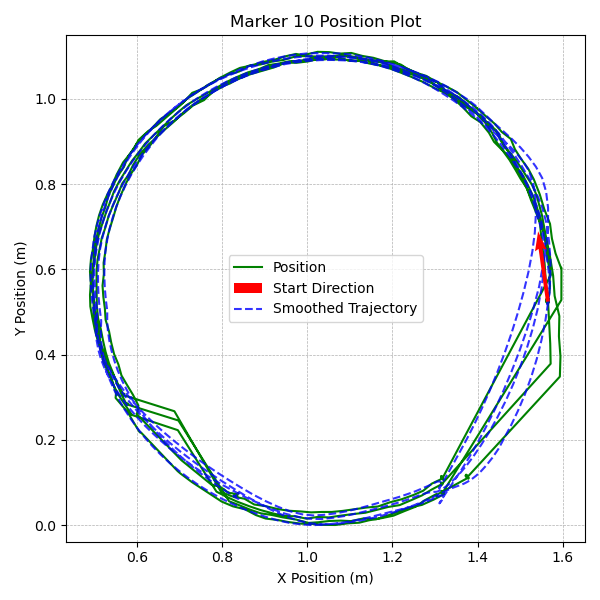 Marker 10 Position Plot
1.0
0.8
0.6
0.4
0.2
0.0
Y Position (m)
Position
Start Direction
Smoothed Trajectory
0.6
0.8
1.0
1.2
1.4
1.6
X Position (m)